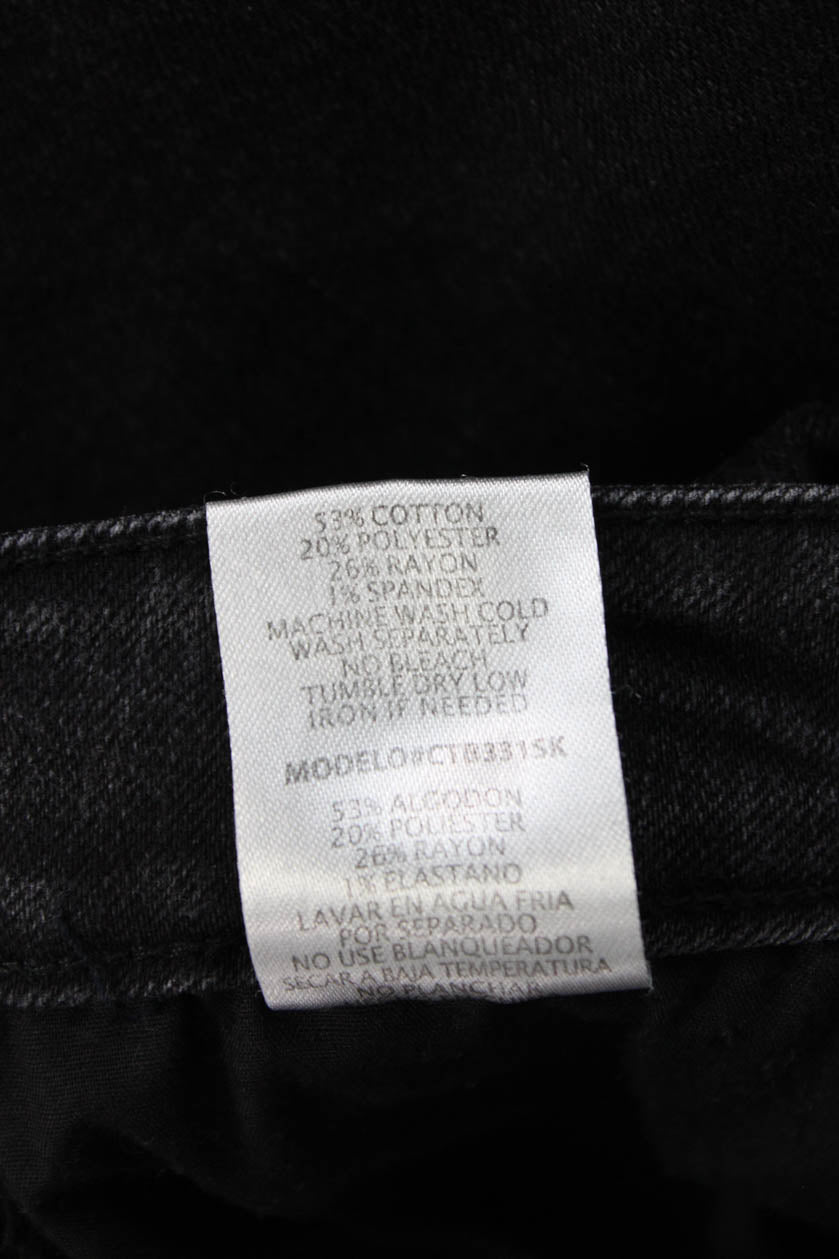 53% COTTON
20% POLYESTER
26% RAYON
1% SPANDEX
MACHINE WASH COLD
WASH SEPARATELY
NO BLEACH
TUMBLE DRY LOW
IRON IF NEEDED
MODELO#CTB331SK
53% ALGODON
20% POLIESTER
26% RAYON
1% ELASTANO
LAVAR EN AGUA FRIA
POR SEPARADO
NO USE BLANQUEADOR
SECAR A BAJA TEMPERATURA
NO PLANCHAR